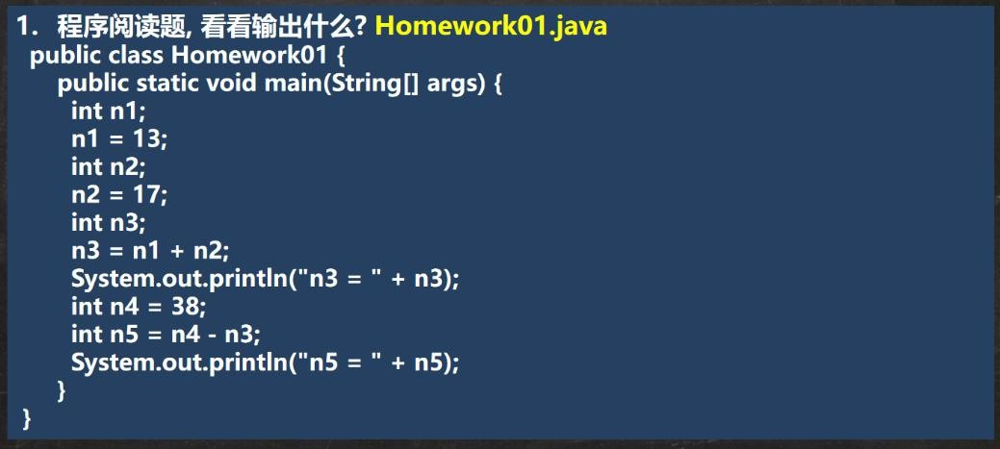 1. 程序阅读题, 看看输出什么? Homework01.java
public class Homework01 {
public static void main(String[] args) {
int n1;
n1 = 13;
int n2;
n2 = 17;
int n3;
n3 = n1 + n2;
System.out.println("n3 = " + n3);
int n4 = 38;
int n5 = n4 - n3;
System.out.println("n5 = " + n5);
}
}